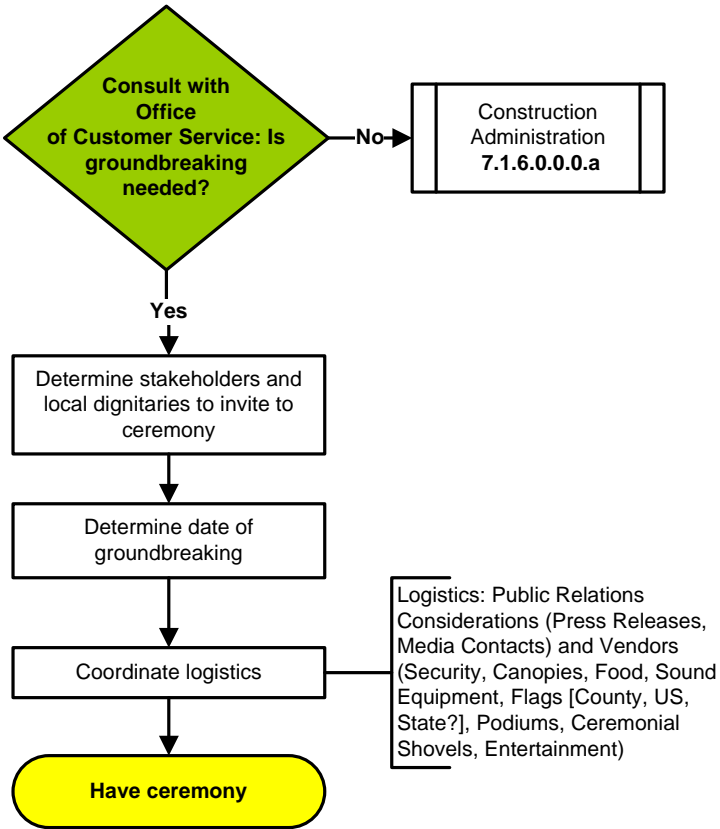 Consult with
Office
of Customer Service: Is
groundbreaking
needed?
No
Construction
Administration
7.1.6.0.0.0.a
Yes
Determine stakeholders and
local dignitaries to invite to
ceremony
Determine date of
groundbreaking
Coordinate logistics
Logistics: Public Relations
Considerations (Press Releases,
Media Contacts) and Vendors
(Security, Canopies, Food, Sound
Equipment, Flags [County, US,
State?], Podiums, Ceremonial
Shovels, Entertainment)
Have ceremony